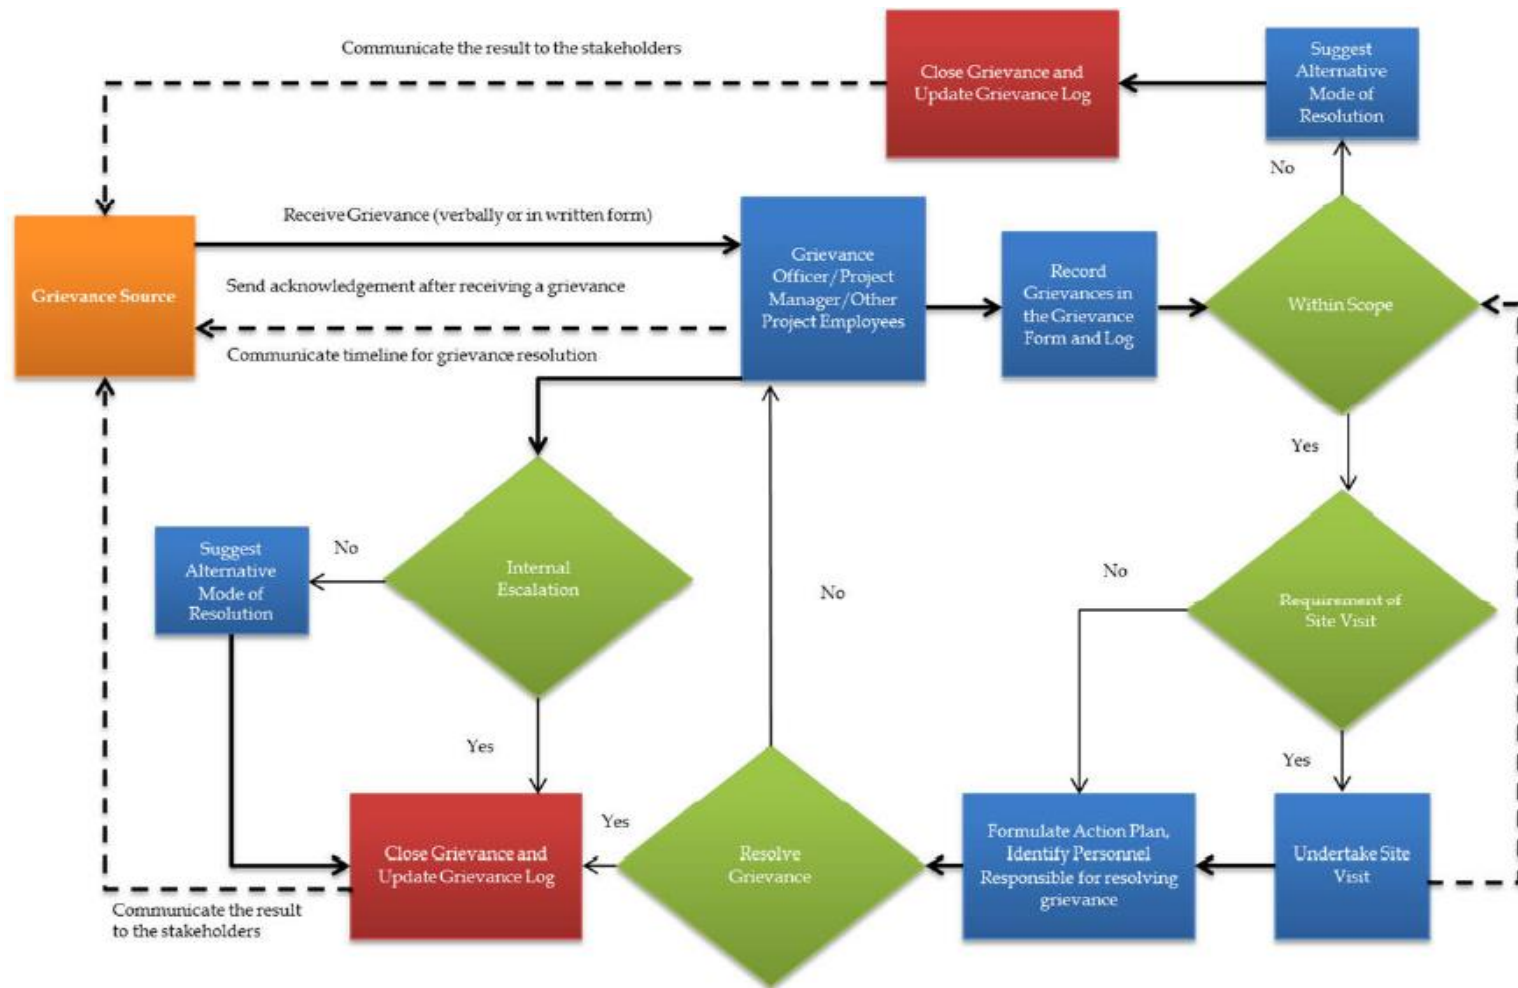 Communicate the result to the stakeholders
Close Grievance and
Update Grievance Log
Suggest
Alternative
Mode of
Resolution
No
Receive Grievance (verbally or in written form)
Grievance Source
Send acknowledgement after receiving a grievance
Communicate timeline for grievance resolution
Grievance
Officer/Project
Manager/Other
Project Employees
Record
Grievances in
the Grievance
Form and Log
Within Scope
Yes
Suggest
Alternative
Mode of
Resolution
No
Internal
Escalation
No
No
Requirement of
Site Visit
Yes
Yes
Close Grievance and
Update Grievance Log
Yes
Resolve
Grievance
Formulate Action Plan,
Identify Personnel
Responsible for resolving
grievance
Undertake Site
Visit
Communicate the result
to the stakeholders